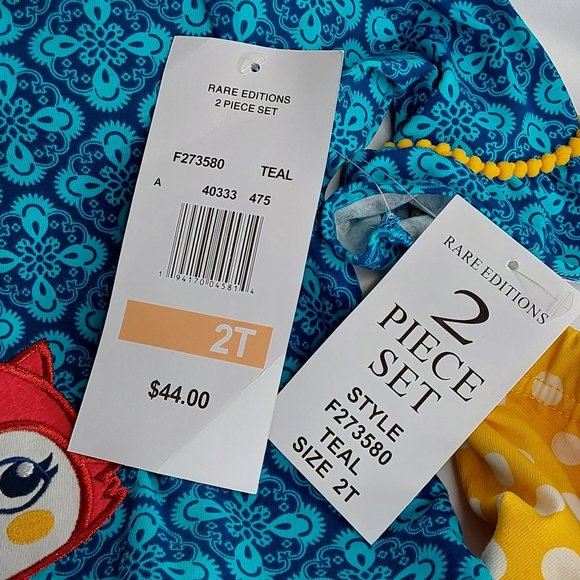 RARE EDITIONS
2 PIECE SET
F273580 TEAL
A 40333 475
1 94170 04581 4
2T
$44.00
RARE EDITIONS
2
PIECE
SET
STYLE
F273580
TEAL
SIZE 2T